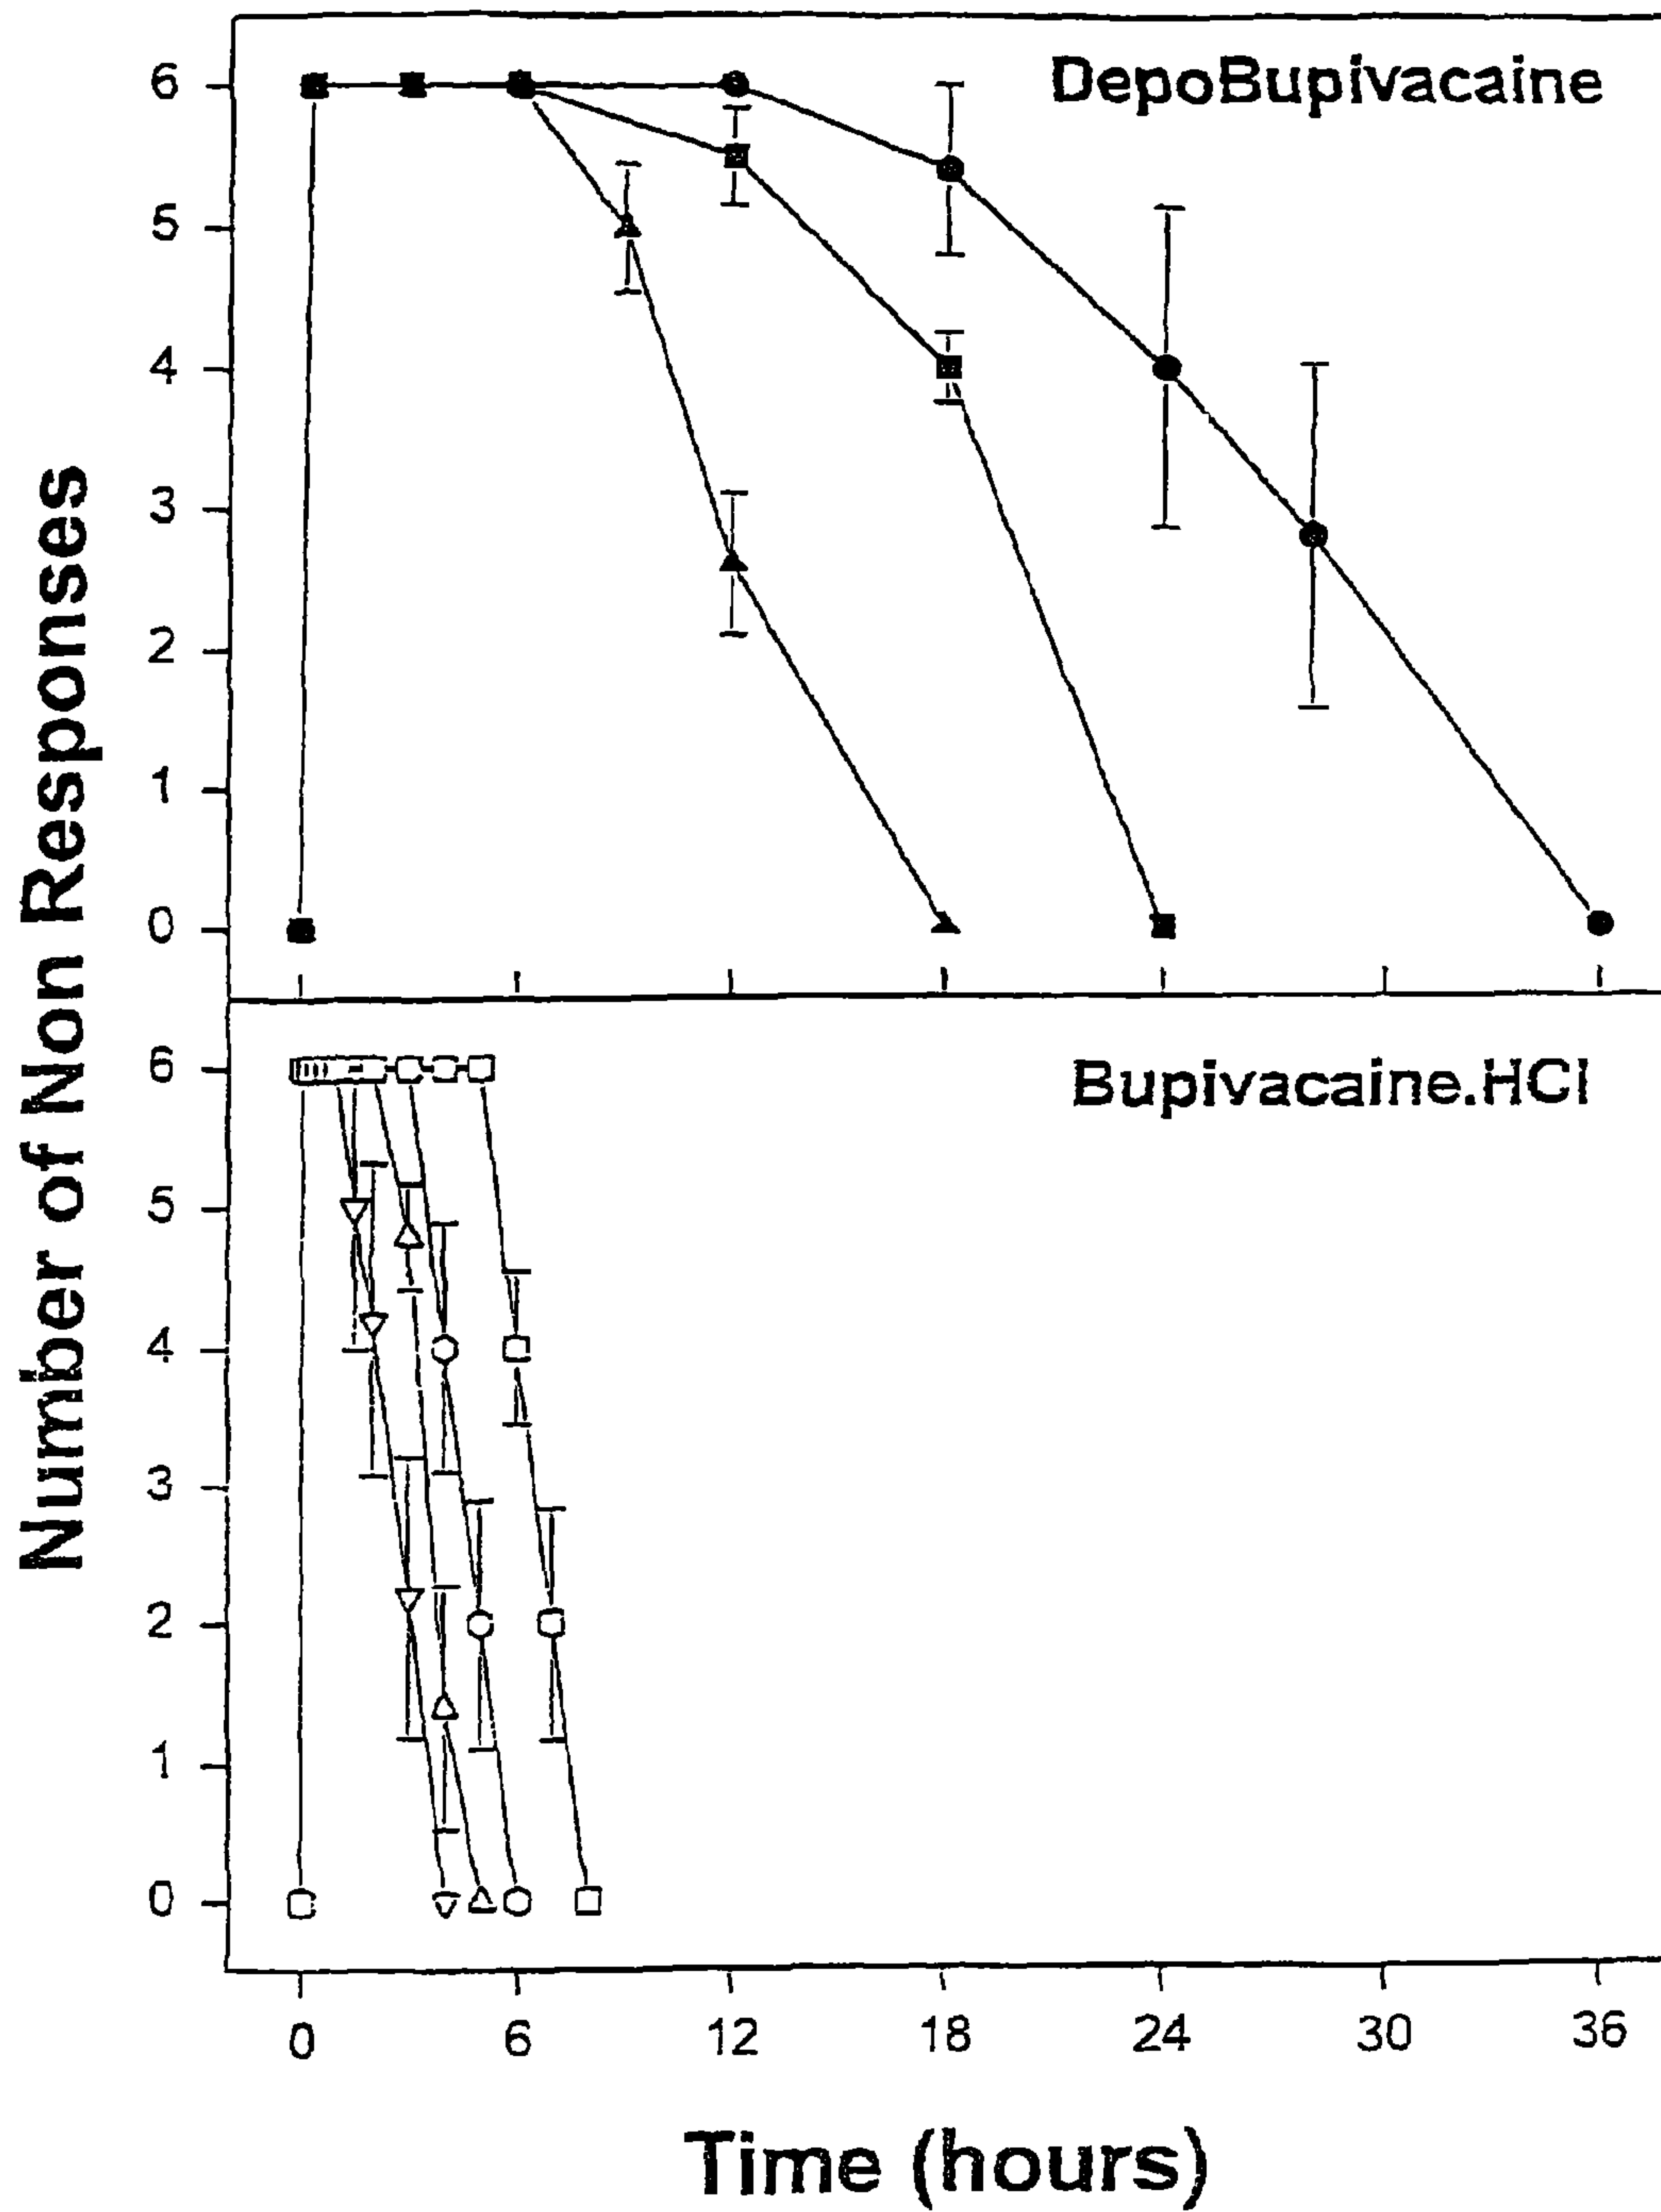 Number of Non Responses
DepoBupivacaine
6
5
4
3
2
1
0
Bupivacaine.HCl
6
5
4
3
2
1
0
0 6 12 18 24 30 36
Time (hours)